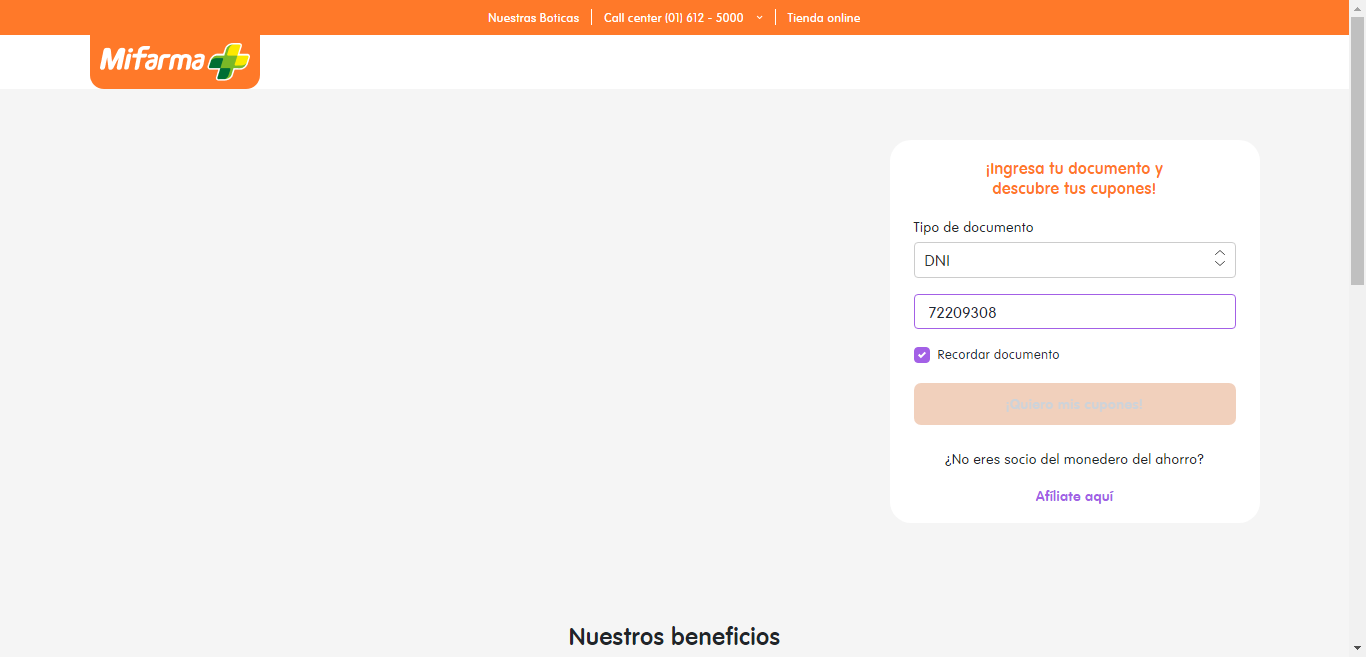 Nuestras Boticas
Call center (01) 612 - 5000
Tienda online
Mifarma
¡Ingresa tu documento y
descubre tus cupones!
Tipo de documento
DNI
72209308
Recordar documento
¡Quiero mis cupones!
¿No eres socio del monedero del ahorro?
Afíliate aquí
Nuestros beneficios